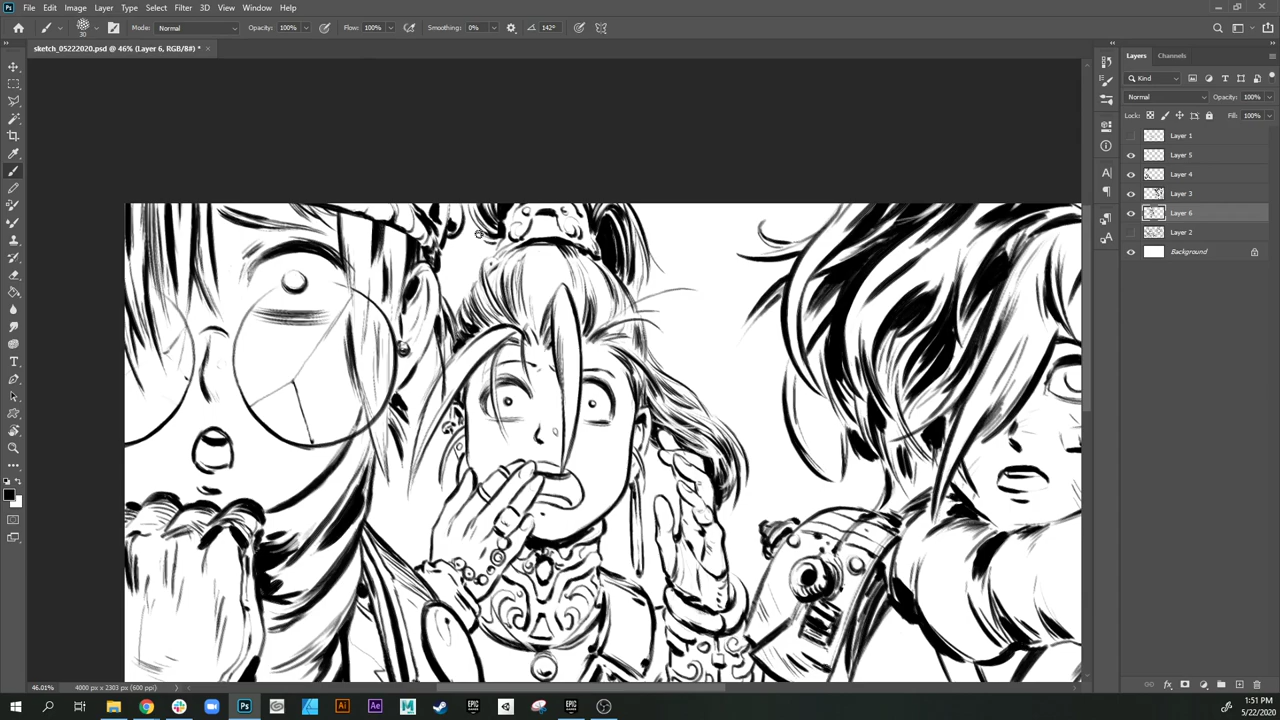 File Edit Image Layer Type Select Filter 3D View Window Help
30 Mode: Normal Opacity: 100% Flow: 100% Smoothing: 0% 142°
sketch_05222020.psd @ 46% (Layer 6, RGB/8#) *
Layers Channels
Kind
Normal Opacity: 100%
Lock: Fill: 100%
Layer 1
Layer 5
Layer 4
Layer 3
Layer 6
Layer 2
Background
46.01% 4000 px x 2303 px (600 ppi)
1:51 PM
5/22/2020